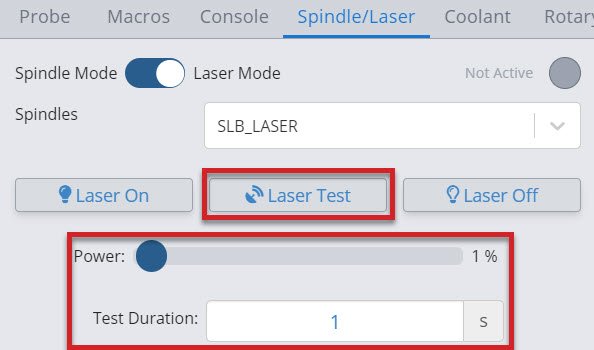 Probe Macros Console Spindle/Laser Coolant Rotary
Spindle Mode Laser Mode Not Active
Spindles SLB_LASER
Laser On Laser Test Laser Off
Power: 1 %
Test Duration: 1 s